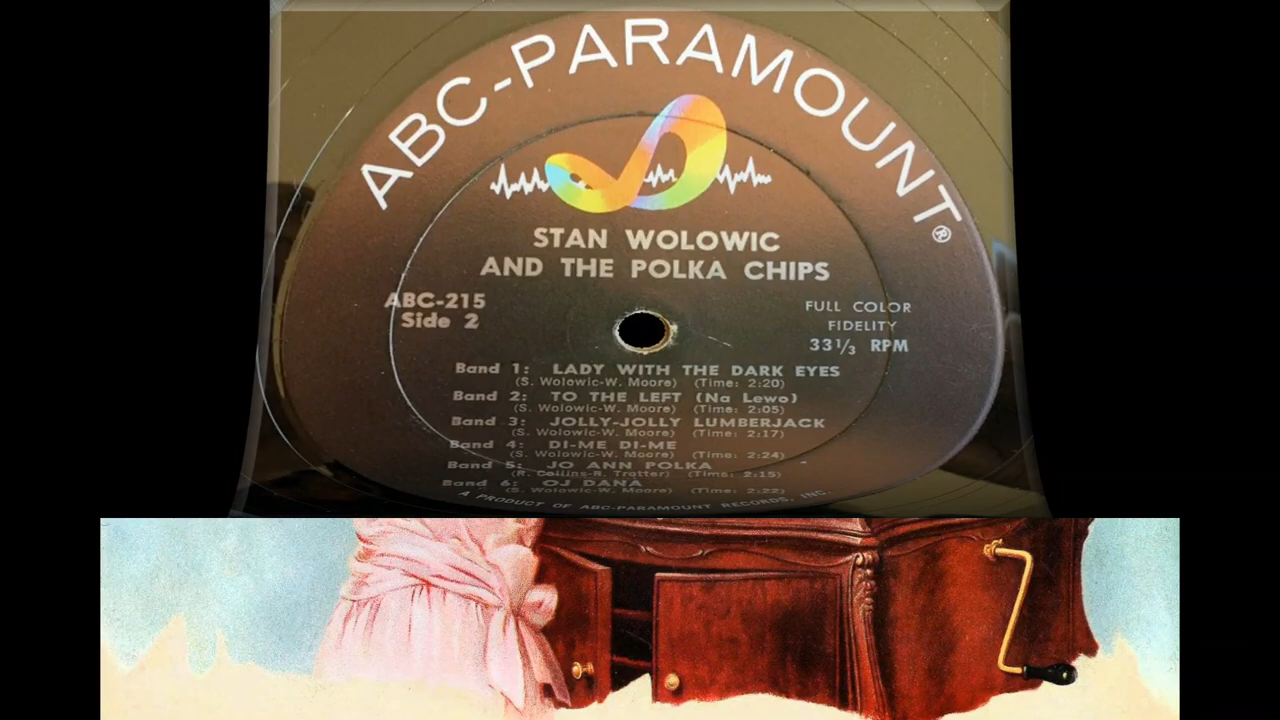 ABC-PARAMOUNT®
STAN WOLOWIC
AND THE POLKA CHIPS
ABC-215
Side 2
FULL COLOR
FIDELITY
33 1/3 RPM
Band 1: LADY WITH THE DARK EYES
(S. Wolowic-W. Moore) (Time: 2:20)
Band 2: TO THE LEFT (Na Lewo)
(S. Wolowic-W. Moore) (Time: 2:05)
Band 3: JOLLY-JOLLY LUMBERJACK
(S. Wolowic-W. Moore) (Time: 2:17)
Band 4: DI-ME DI-ME
(S. Wolowic-W. Moore) (Time: 2:24)
Band 5: JO ANN POLKA
(R. Collins-R. Trotter) (Time: 2:15)
Band 6: OJ DANA
(S. Wolowic-W. Moore) (Time: 2:22)
A PRODUCT OF ABC-PARAMOUNT RECORDS, INC.